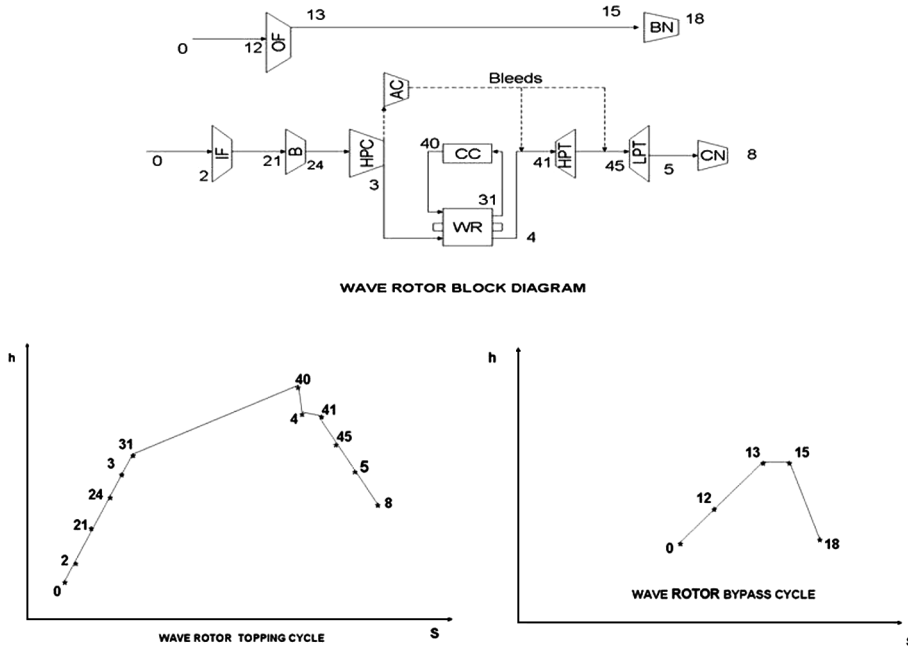 13
15
BN
18
0
12
OF
AC
Bleeds
0
2
IF
21
B
24
HPC
3
40
CC
31
WR
4
41
HPT
45
LPT
5
CN
8
WAVE ROTOR BLOCK DIAGRAM
h
40
4
41
31
45
3
5
24
8
21
2
0
S
WAVE ROTOR TOPPING CYCLE
h
13
15
12
0
18
WAVE ROTOR BYPASS CYCLE
s